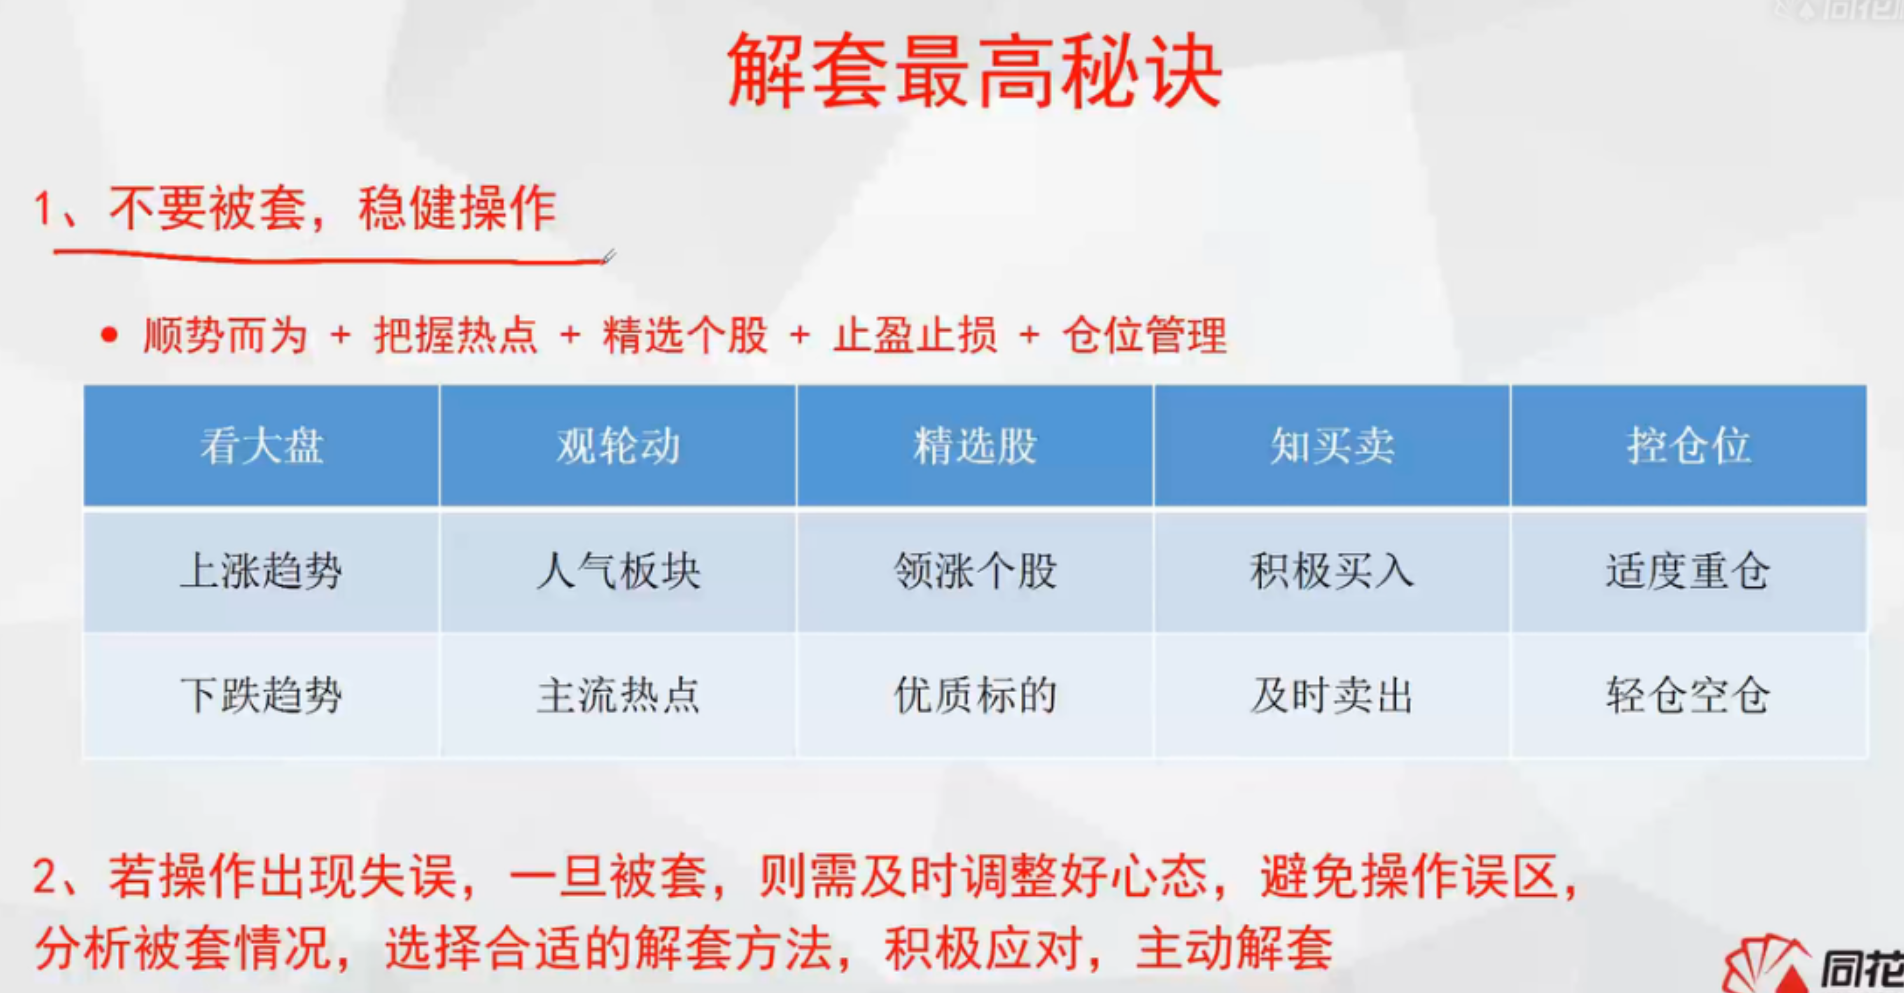 解套最高秘诀
1、不要被套，稳健操作
• 顺势而为 + 把握热点 + 精选个股 + 止盈止损 + 仓位管理
看大盘 观轮动 精选股 知买卖 控仓位
上涨趋势 人气板块 领涨个股 积极买入 适度重仓
下跌趋势 主流热点 优质标的 及时卖出 轻仓空仓
2、若操作出现失误，一旦被套，则需及时调整好心态，避免操作误区，
分析被套情况，选择合适的解套方法，积极应对，主动解套
同花